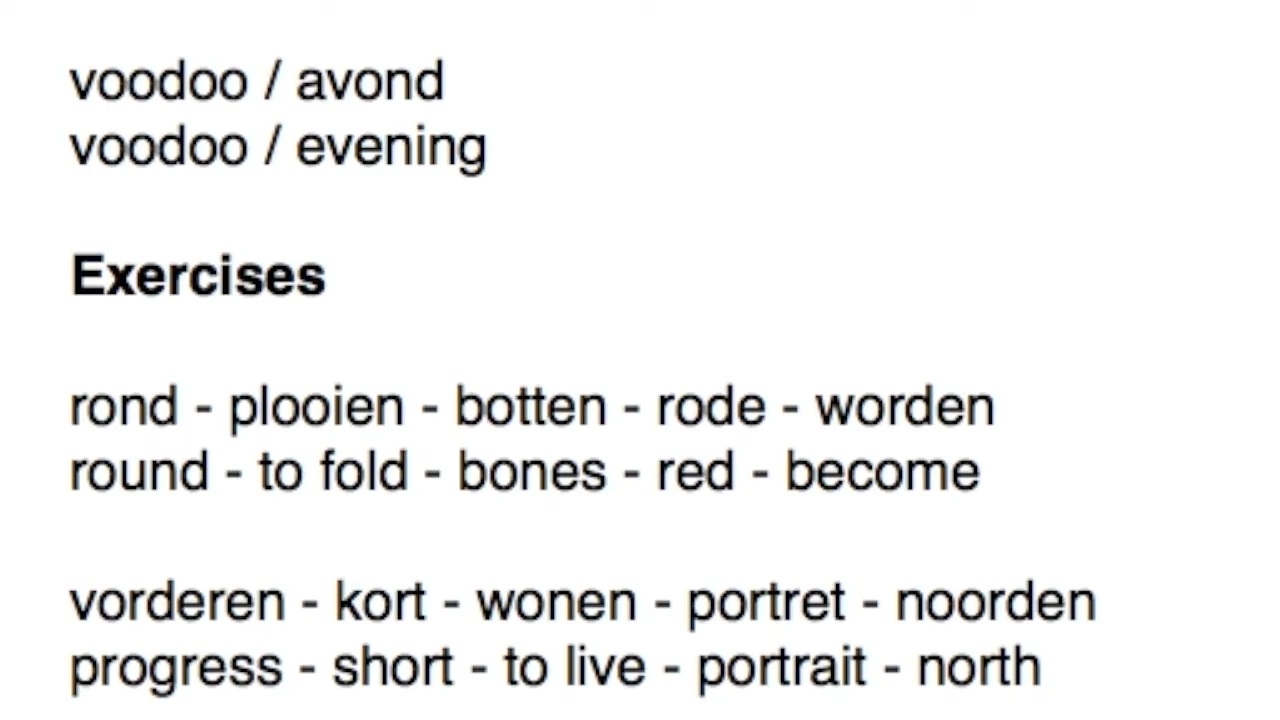 voodoo / avond
voodoo / evening
Exercises
rond - plooien - botten - rode - worden
round - to fold - bones - red - become
vorderen - kort - wonen - portret - noorden
progress - short - to live - portrait - north